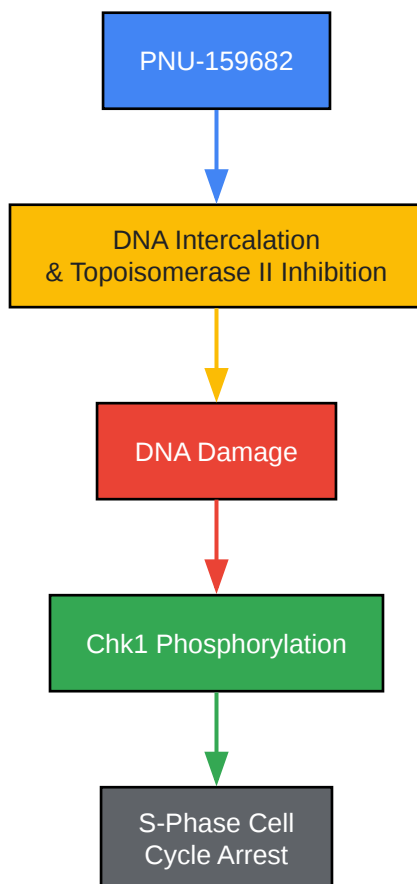 PNU-159682
DNA Intercalation
& Topoisomerase II Inhibition
DNA Damage
Chk1 Phosphorylation
S-Phase Cell
Cycle Arrest